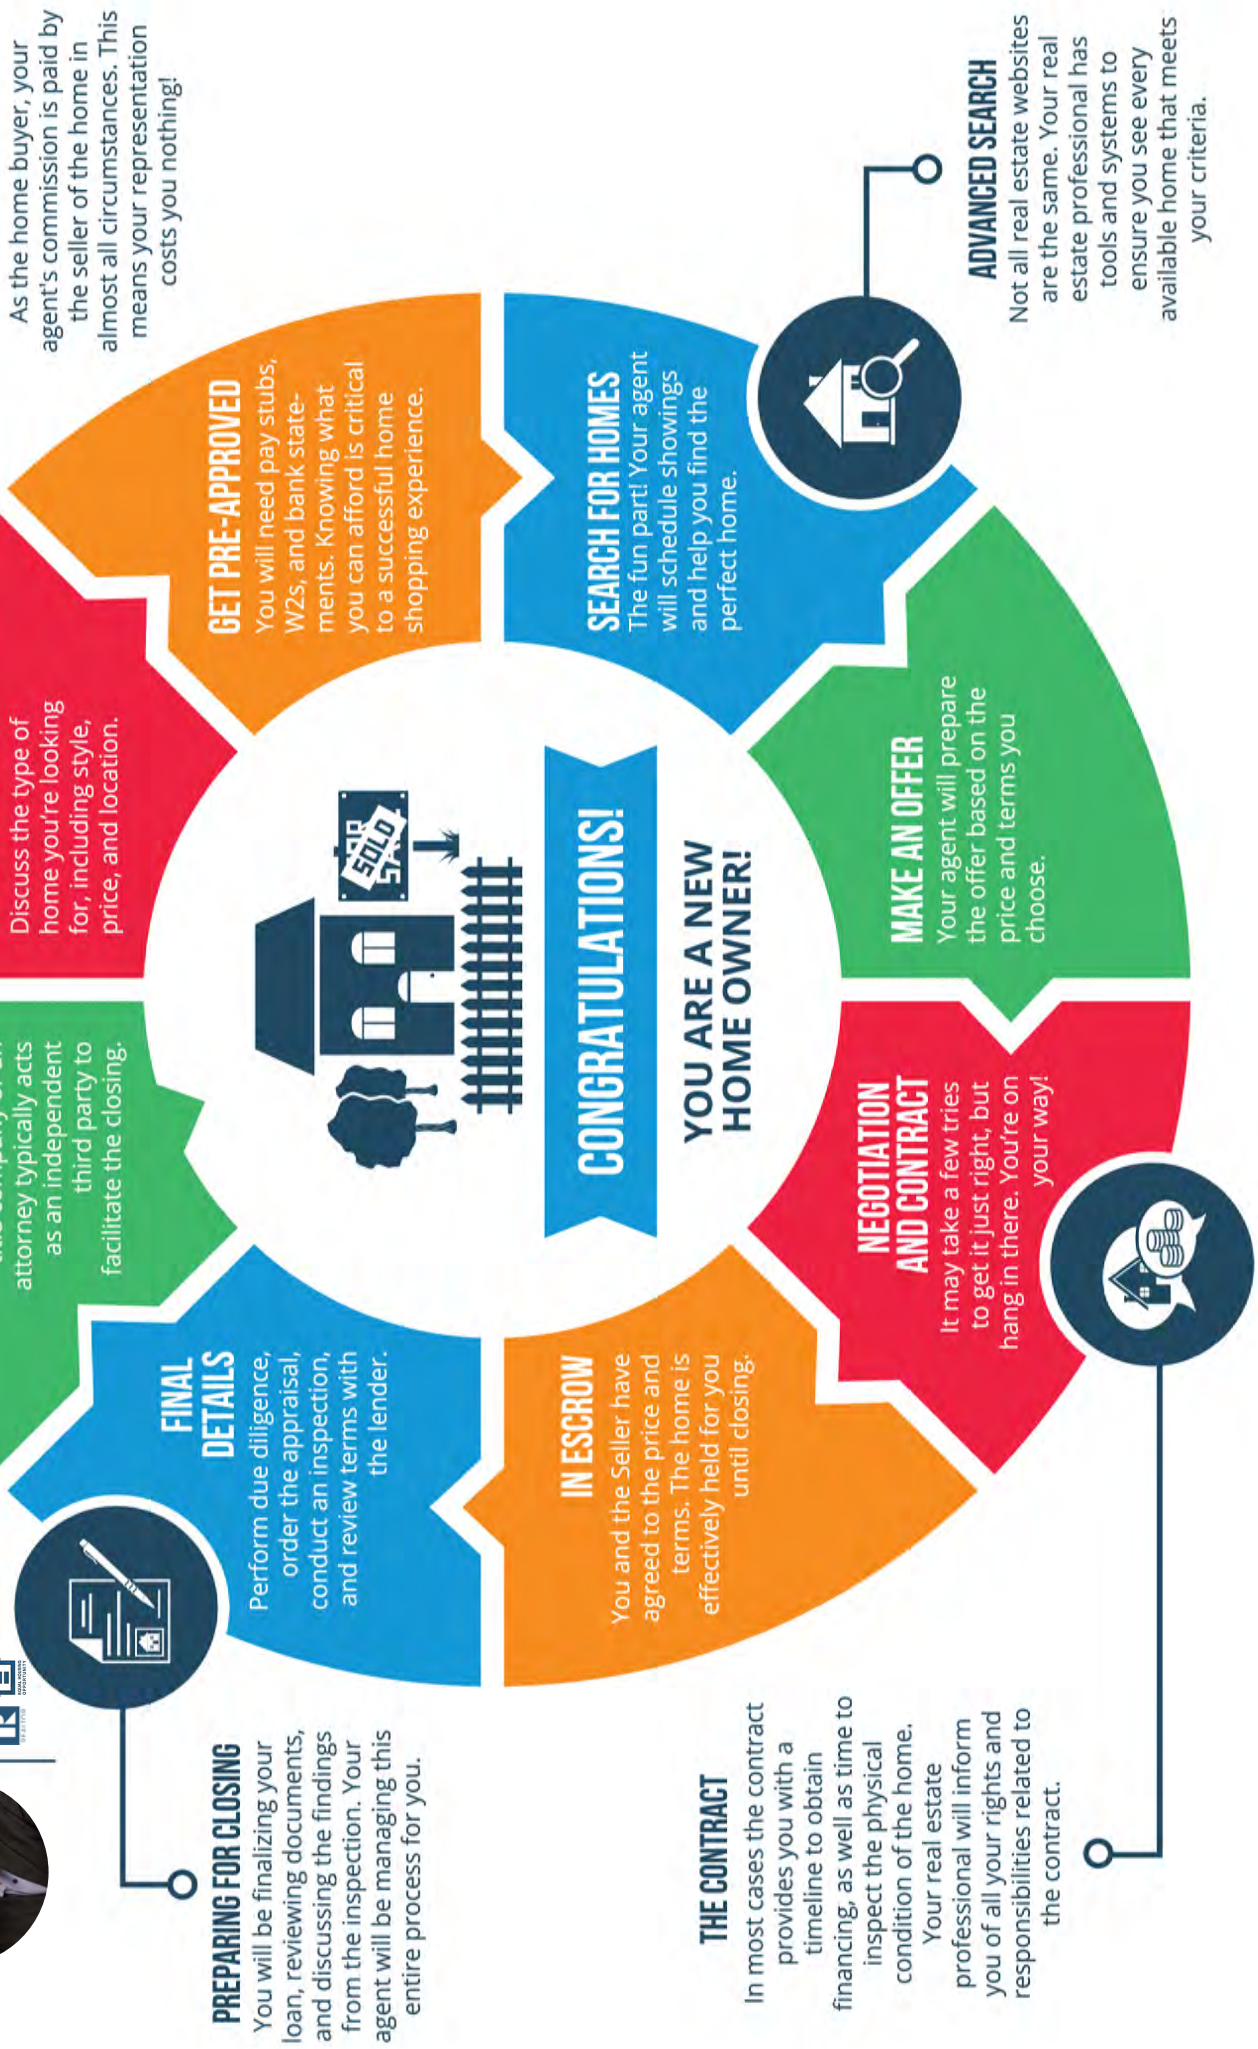 As the home buyer, your
agent's commission is paid by
the seller of the home in
almost all circumstances. This
means your representation
costs you nothing!
Discuss the type of
home you're looking
for, including style,
price, and location.
GET PRE-APPROVED
You will need pay stubs,
W2s, and bank state-
ments. Knowing what
you can afford is critical
to a successful home
shopping experience.
SEARCH FOR HOMES
The fun part! Your agent
will schedule showings
and help you find the
perfect home.
ADVANCED SEARCH
Not all real estate websites
are the same. Your real
estate professional has
tools and systems to
ensure you see every
available home that meets
your criteria.
MAKE AN OFFER
Your agent will prepare
the offer based on the
price and terms you
choose.
NEGOTIATION
AND CONTRACT
It may take a few tries
to get it just right, but
hang in there. You're on
your way!
THE CONTRACT
In most cases the contract
provides you with a
timeline to obtain
financing, as well as time to
inspect the physical
condition of the home.
Your real estate
professional will inform
you of all your rights and
responsibilities related to
the contract.
IN ESCROW
You and the Seller have
agreed to the price and
terms. The home is
effectively held for you
until closing.
FINAL
DETAILS
Perform due diligence,
order the appraisal,
conduct an inspection,
and review terms with
the lender.
PREPARING FOR CLOSING
You will be finalizing your
loan, reviewing documents,
and discussing the findings
from the inspection. Your
agent will be managing this
entire process for you.
attorney typically acts
as an independent
third party to
facilitate the closing.
SOLD
CONGRATULATIONS!
YOU ARE A NEW
HOME OWNER!
REALTOR
EQUAL HOUSING
OPPORTUNITY